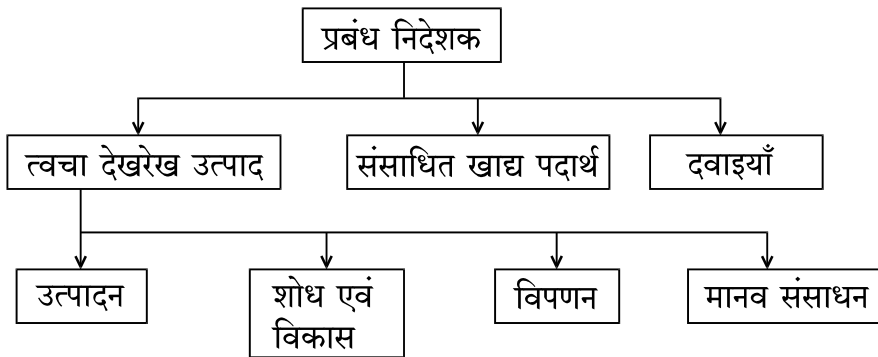 प्रबंध निदेशक
त्वचा देखरेख उत्पाद
संसाधित खाद्य पदार्थ
दवाइयाँ
उत्पादन
शोध एवं
विकास
विपणन
मानव संसाधन